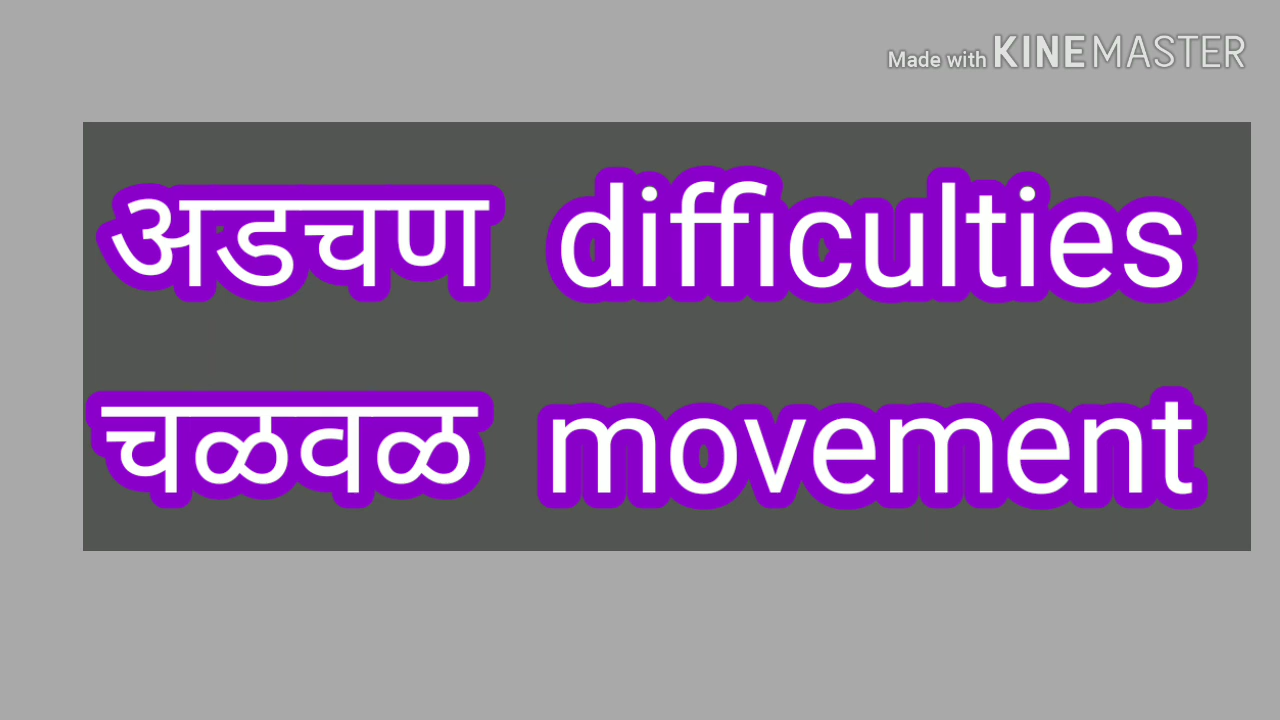 Made with KINEMASTER
अडचण difficulties
चळवळ movement